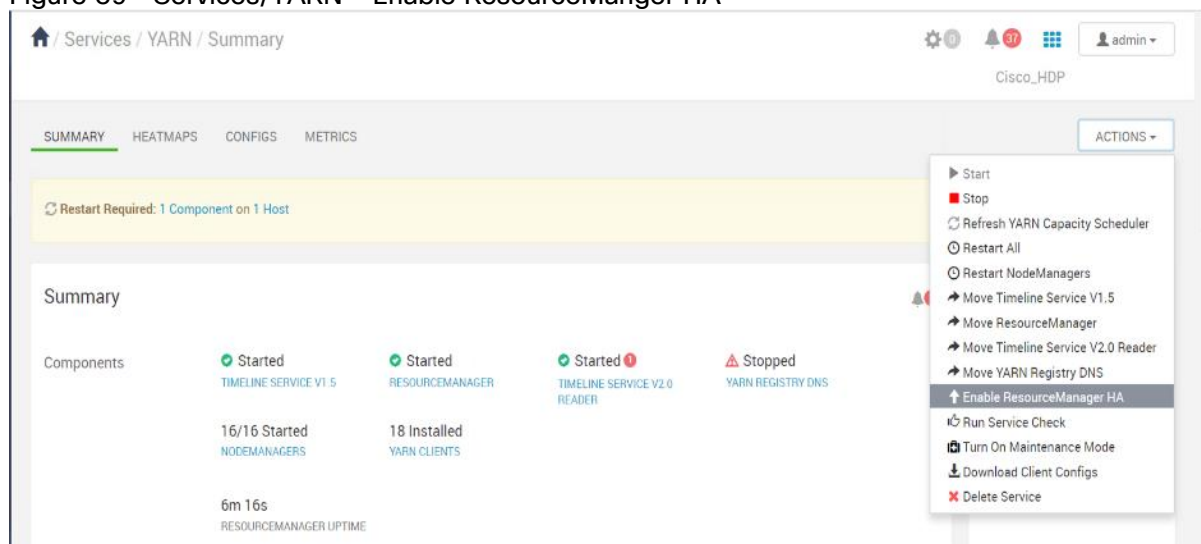 Figure 39 Services/YARN – Enable ResourceManger HA
/ Services / YARN / Summary
0
37
admin
Cisco_HDP
SUMMARY HEATMAPS CONFIGS METRICS
ACTIONS
Restart Required: 1 Component on 1 Host
Start
Stop
Refresh YARN Capacity Scheduler
Restart All
Restart NodeManagers
Move Timeline Service V1.5
Move ResourceManager
Move Timeline Service V2.0 Reader
Move YARN Registry DNS
Enable ResourceManager HA
Run Service Check
Turn On Maintenance Mode
Download Client Configs
Delete Service
Summary
Components
Started
TIMELINE SERVICE V1.5
Started
RESOURCEMANAGER
Started 1
TIMELINE SERVICE V2.0
READER
Stopped
YARN REGISTRY DNS
16/16 Started
NODEMANAGERS
18 Installed
YARN CLIENTS
6m 16s
RESOURCEMANAGER UPTIME